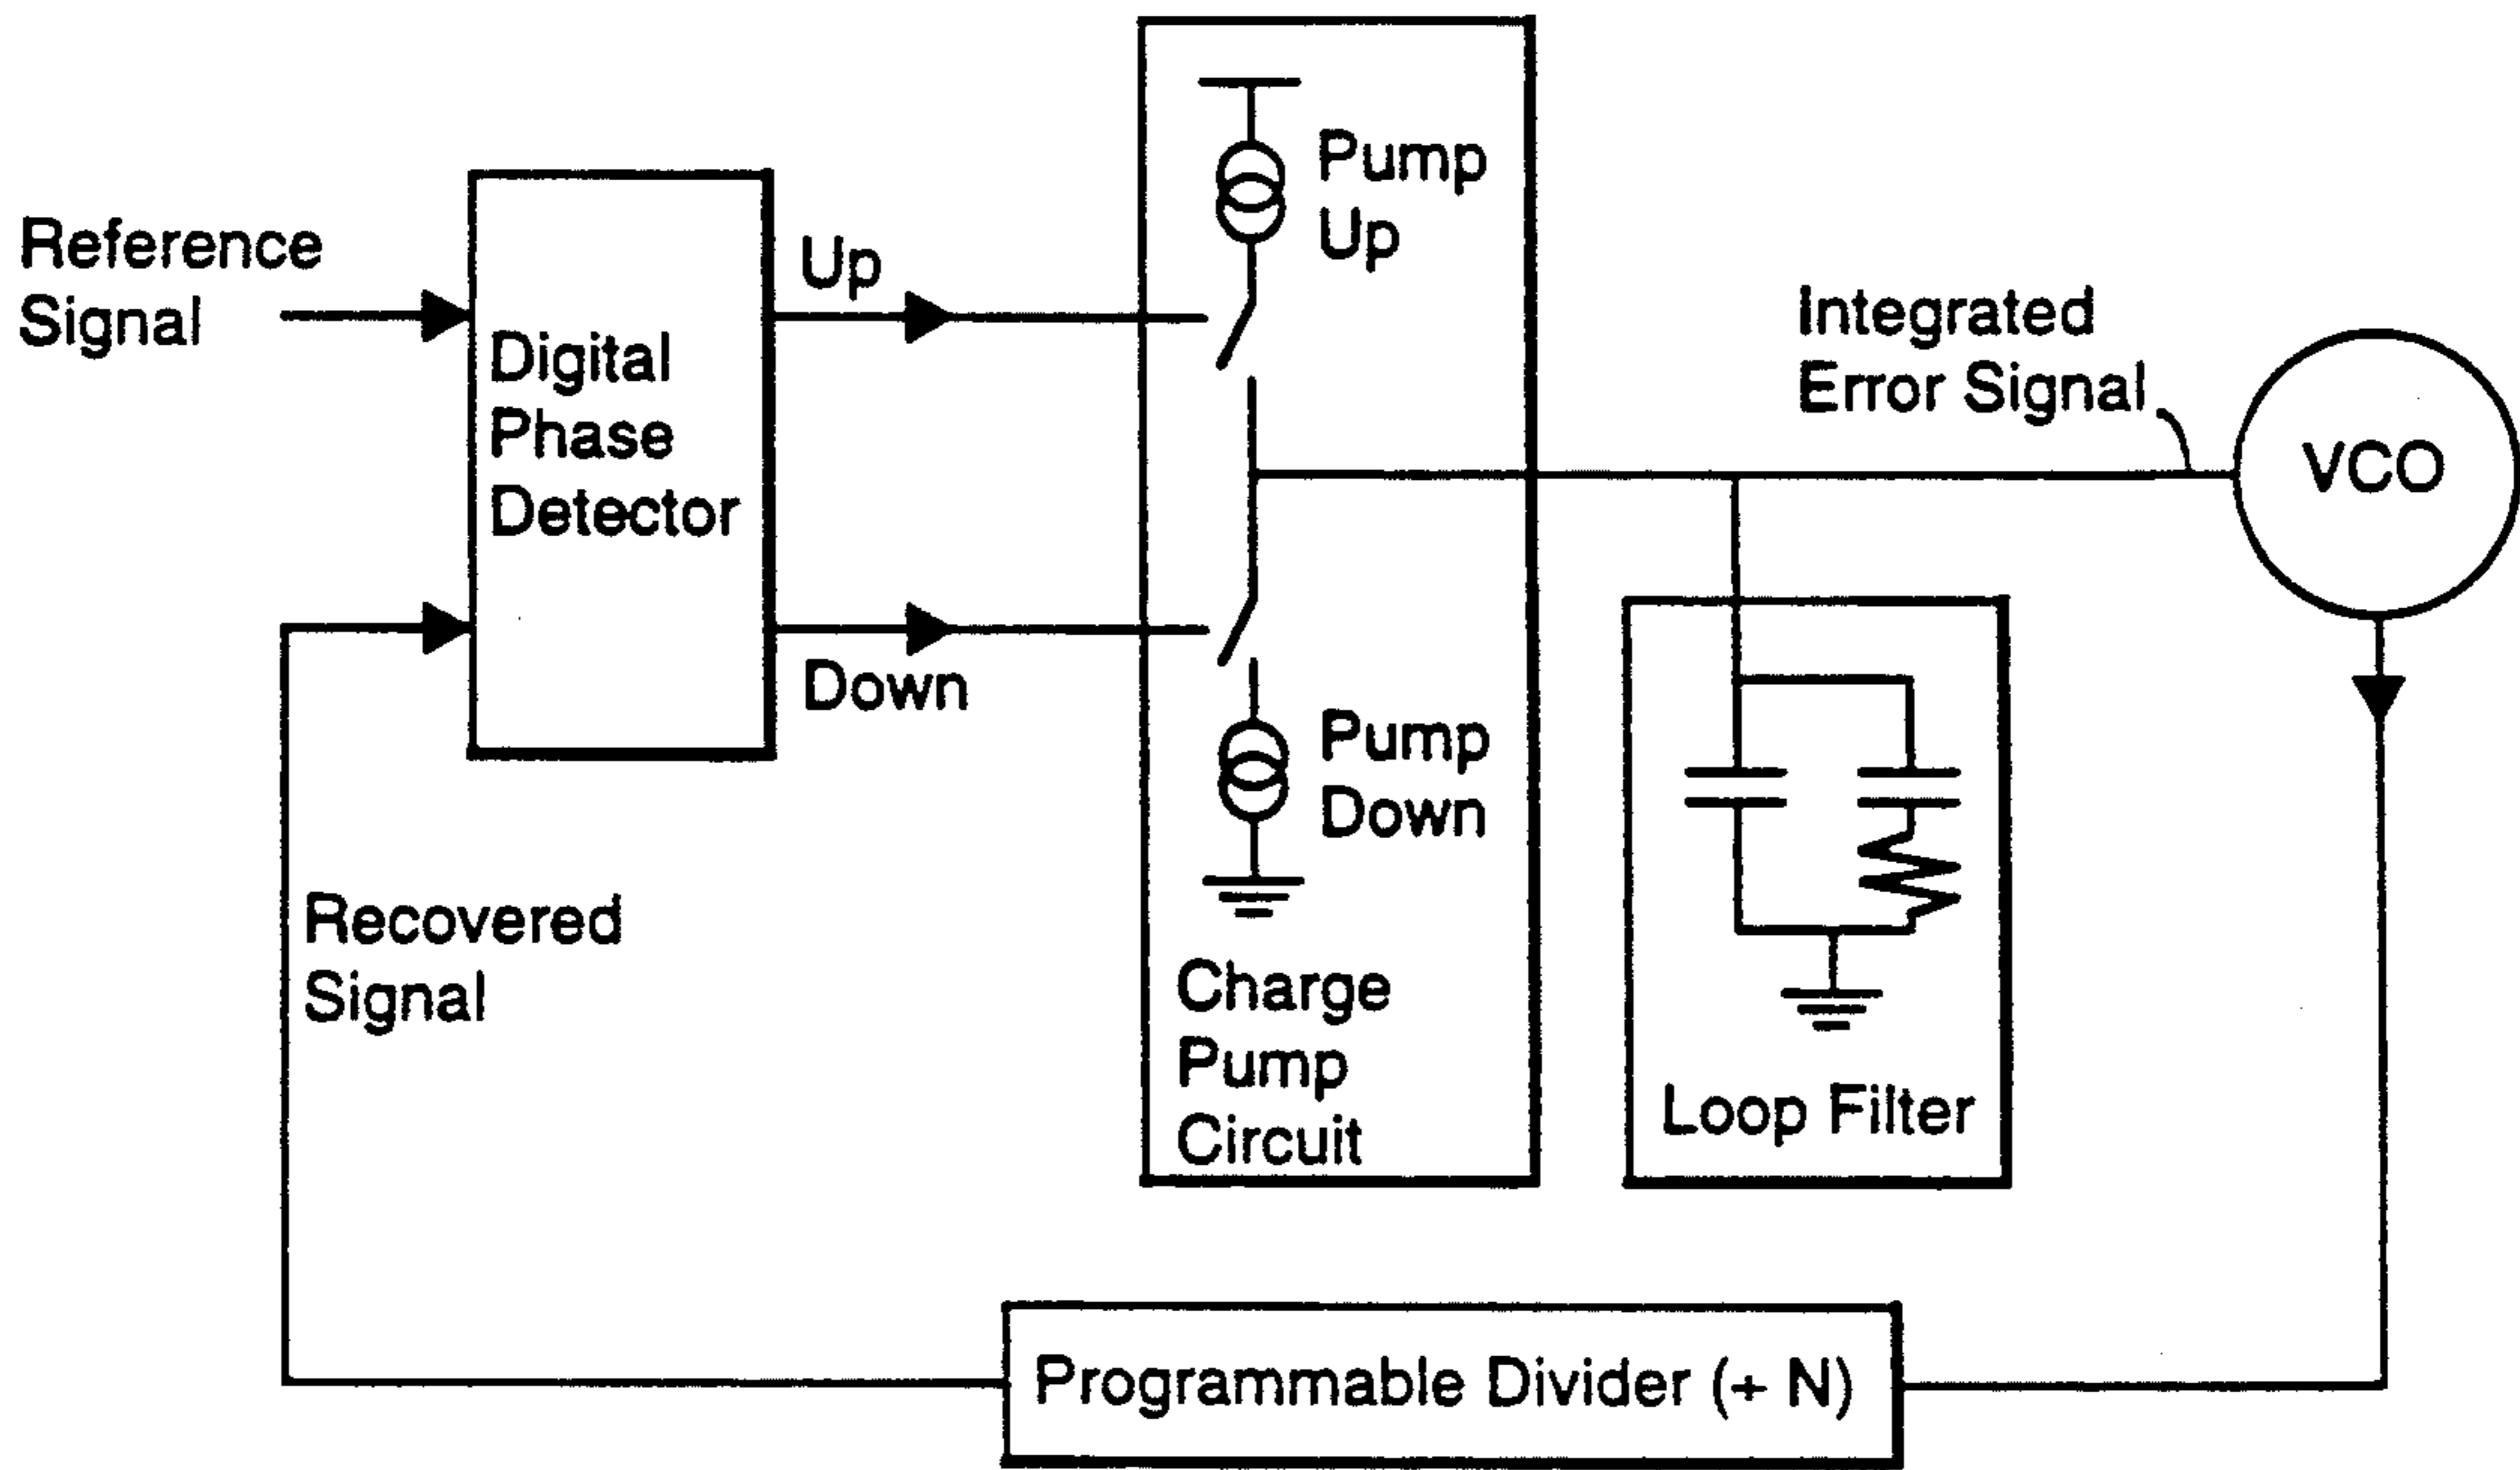 Reference
Signal
Digital
Phase
Detector
Up
Down
Pump
Up
Pump
Down
Charge
Pump
Circuit
Integrated
Error Signal
VCO
Loop Filter
Recovered
Signal
Programmable Divider (÷ N)